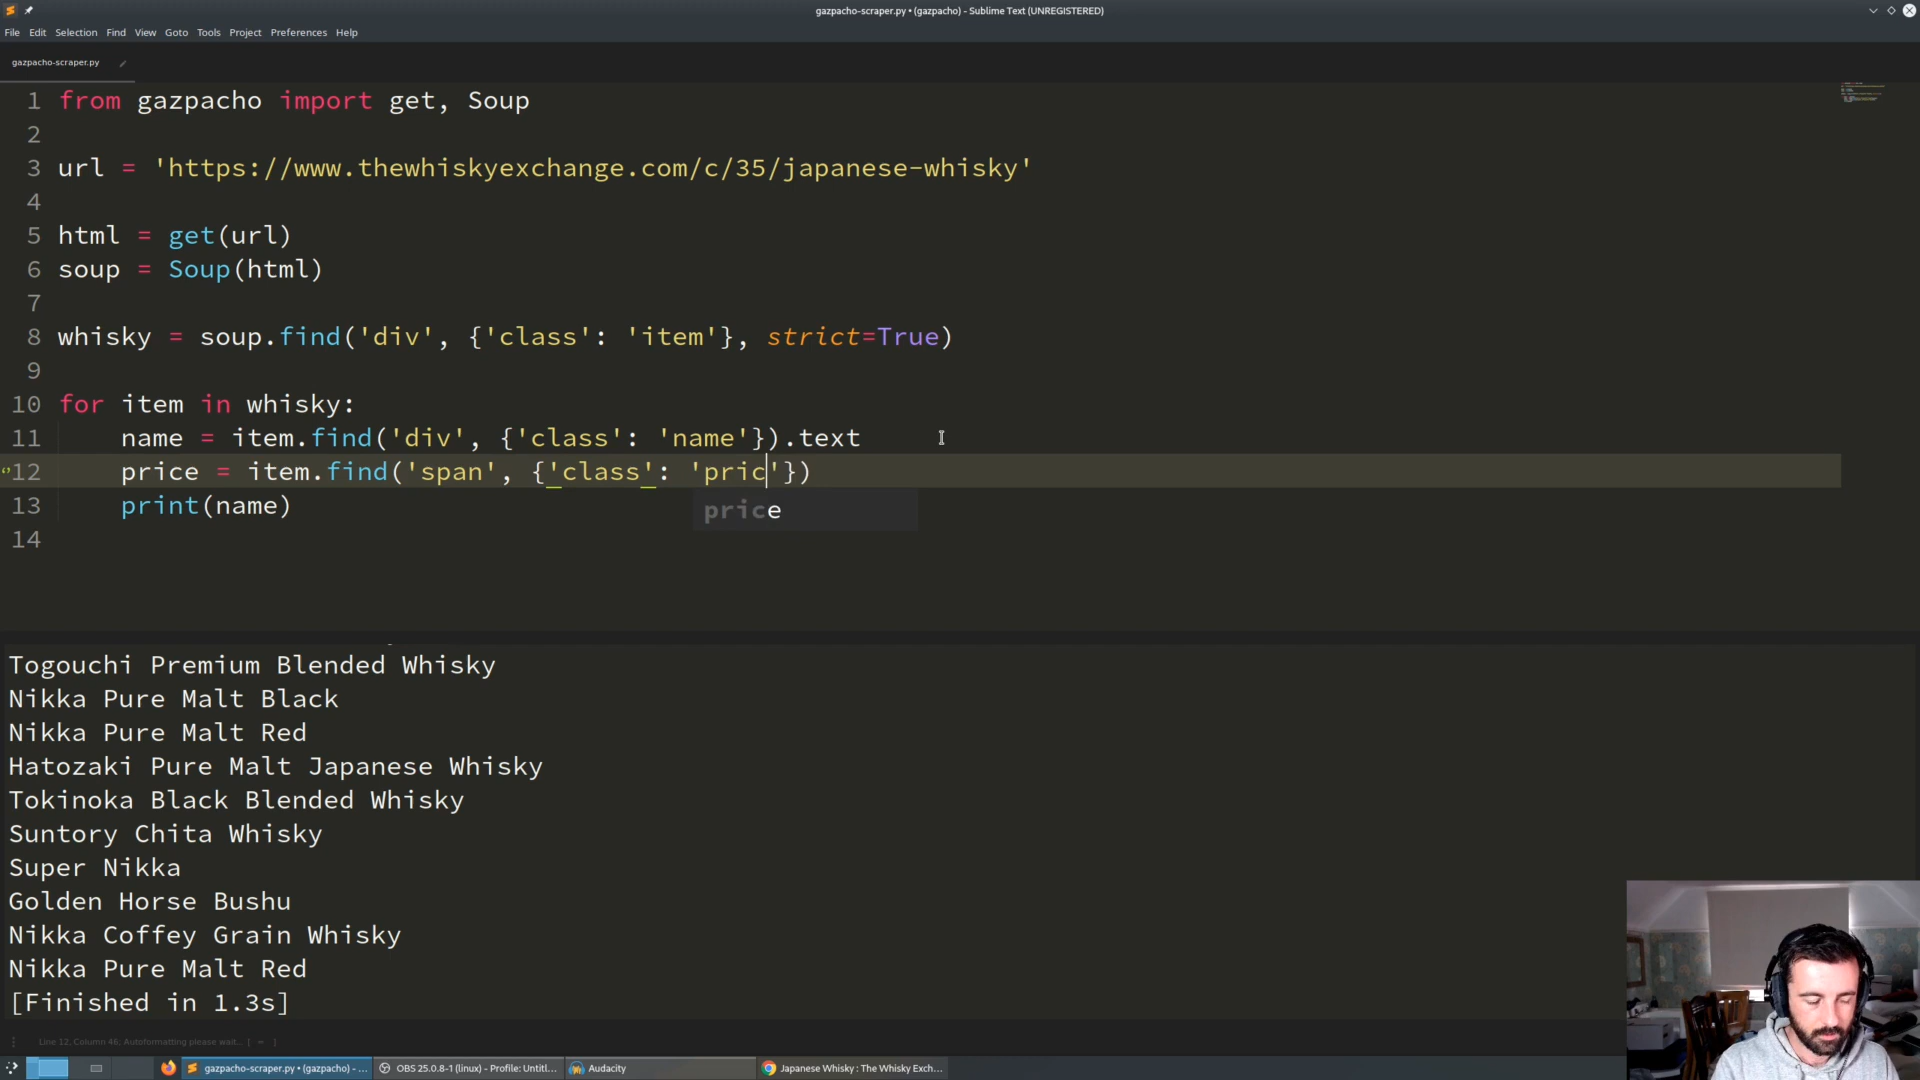 gazpacho-scraper.py • (gazpacho) - Sublime Text (UNREGISTERED)
File Edit Selection Find View Goto Tools Project Preferences Help
gazpacho-scraper.py
1 from gazpacho import get, Soup
2
3 url = 'https://www.thewhiskyexchange.com/c/35/japanese-whisky'
4
5 html = get(url)
6 soup = Soup(html)
7
8 whisky = soup.find('div', {'class': 'item'}, strict=True)
9
10 for item in whisky:
11 name = item.find('div', {'class': 'name'}).text
12 price = item.find('span', {'class': 'pric'})
13 print(name)
price
14
Togouchi Premium Blended Whisky
Nikka Pure Malt Black
Nikka Pure Malt Red
Hatozaki Pure Malt Japanese Whisky
Tokinoka Black Blended Whisky
Suntory Chita Whisky
Super Nikka
Golden Horse Bushu
Nikka Coffey Grain Whisky
Nikka Pure Malt Red
[Finished in 1.3s]
Line 12, Column 46; Autoformatting please wait... [ = ]
gazpacho-scraper.py • (gazpacho) - ... OBS 25.0.8-1 (linux) - Profile: Untitl... Audacity Japanese Whisky : The Whisky Exch...